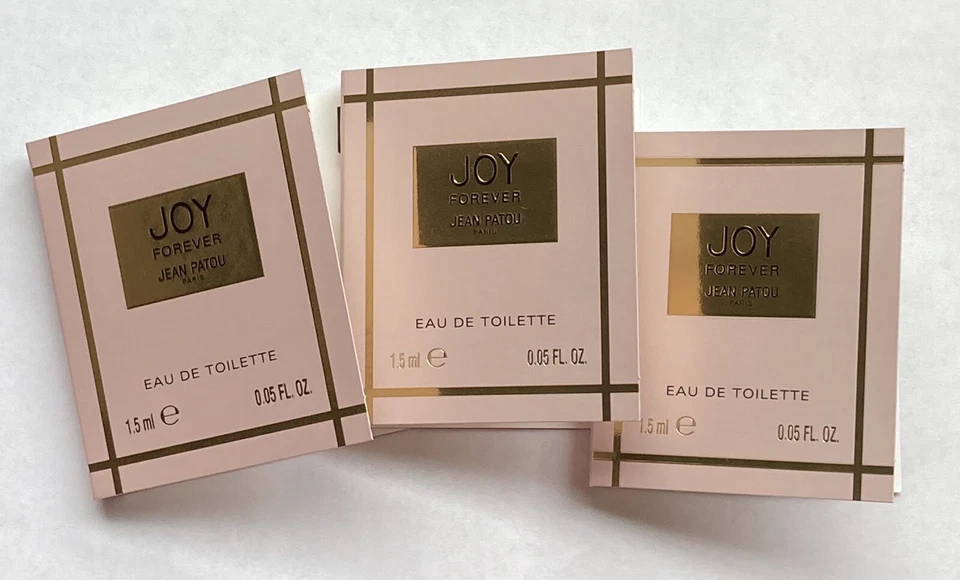 JOY
FOREVER
JEAN PATOU
PARIS
EAU DE TOILETTE
1.5 ml ℮ 0.05 FL. OZ.
JOY
FOREVER
JEAN PATOU
PARIS
EAU DE TOILETTE
1.5 ml ℮ 0.05 FL. OZ.
JOY
FOREVER
JEAN PATOU
PARIS
EAU DE TOILETTE
1.5 ml ℮ 0.05 FL. OZ.